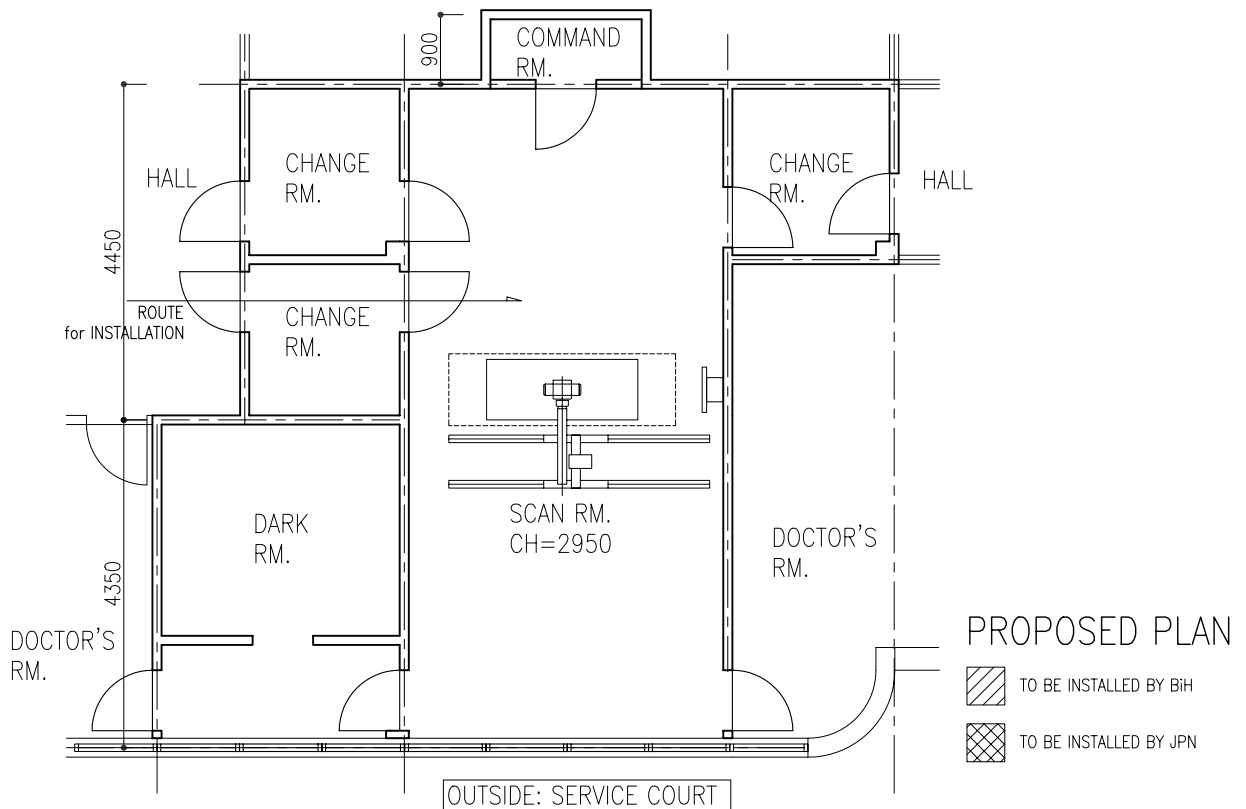 900
COMMAND
RM.
HALL
CHANGE
RM.
CHANGE
RM.
HALL
4450
ROUTE
for INSTALLATION
CHANGE
RM.
SCAN RM.
CH=2950
DARK
RM.
DOCTOR'S
RM.
4350
DOCTOR'S
RM.
PROPOSED PLAN
TO BE INSTALLED BY BiH
TO BE INSTALLED BY JPN
OUTSIDE: SERVICE COURT